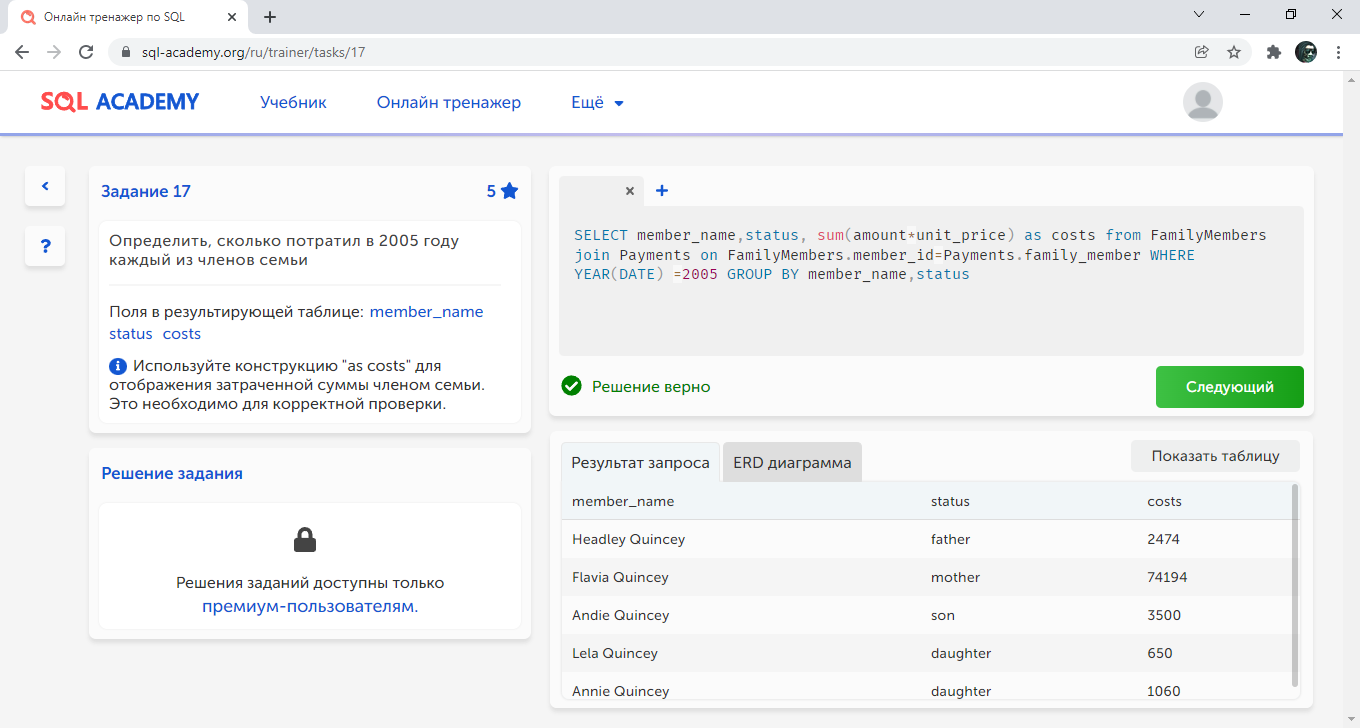 Онлайн тренажер по SQL
sql-academy.org/ru/trainer/tasks/17
SQL ACADEMY
Учебник
Онлайн тренажер
Ещё
Задание 17
5
Определить, сколько потратил в 2005 году
каждый из членов семьи
Поля в результирующей таблице: member_name
status costs
Используйте конструкцию "as costs" для
отображения затраченной суммы членом семьи.
Это необходимо для корректной проверки.
Решение задания
Решения заданий доступны только
премиум-пользователям.
SELECT member_name,status, sum(amount*unit_price) as costs from FamilyMembers
join Payments on FamilyMembers.member_id=Payments.family_member WHERE
YEAR(DATE) =2005 GROUP BY member_name,status
Решение верно
Следующий
Результат запроса
ERD диаграмма
Показать таблицу
member_name status costs
Headley Quincey father 2474
Flavia Quincey mother 74194
Andie Quincey son 3500
Lela Quincey daughter 650
Annie Quincey daughter 1060